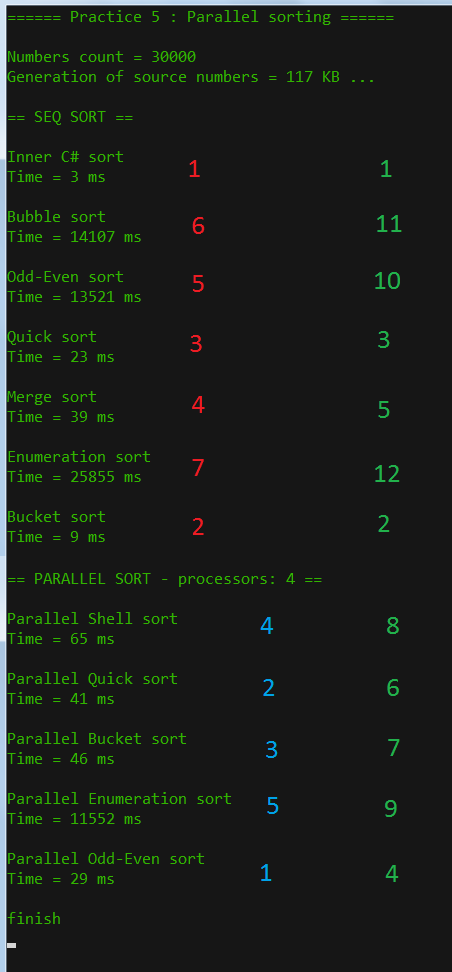 ====== Practice 5 : Parallel sorting ======
Numbers count = 30000
Generation of source numbers = 117 KB ...
== SEQ SORT ==
Inner C# sort
Time = 3 ms 1 1
Bubble sort
Time = 14107 ms 6 11
Odd-Even sort
Time = 13521 ms 5 10
Quick sort
Time = 23 ms 3 3
Merge sort
Time = 39 ms 4 5
Enumeration sort
Time = 25855 ms 7 12
Bucket sort
Time = 9 ms 2 2
== PARALLEL SORT - processors: 4 ==
Parallel Shell sort
Time = 65 ms 4 8
Parallel Quick sort
Time = 41 ms 2 6
Parallel Bucket sort
Time = 46 ms 3 7
Parallel Enumeration sort
Time = 11552 ms 5 9
Parallel Odd-Even sort
Time = 29 ms 1 4
finish